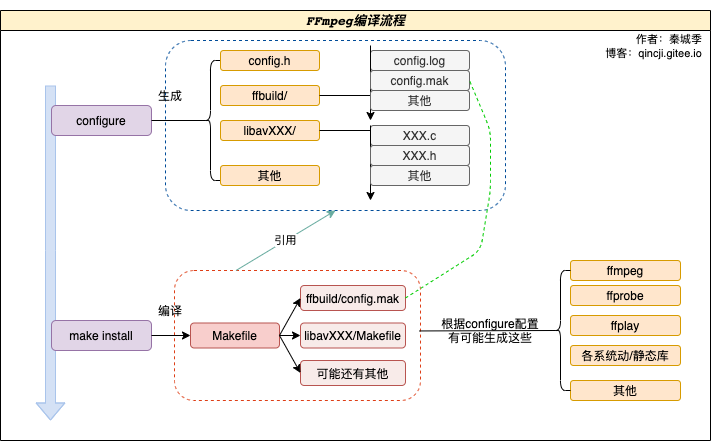 FFmpeg编译流程
作者：秦城季
博客：qincji.gitee.io
configure
生成
config.h
ffbuild/
libavXXX/
其他
config.log
config.mak
其他
XXX.c
XXX.h
其他
引用
make install
编译
Makefile
ffbuild/config.mak
libavXXX/Makefile
可能还有其他
根据configure配置
有可能生成这些
ffmpeg
ffprobe
ffplay
各系统动/静态库
其他